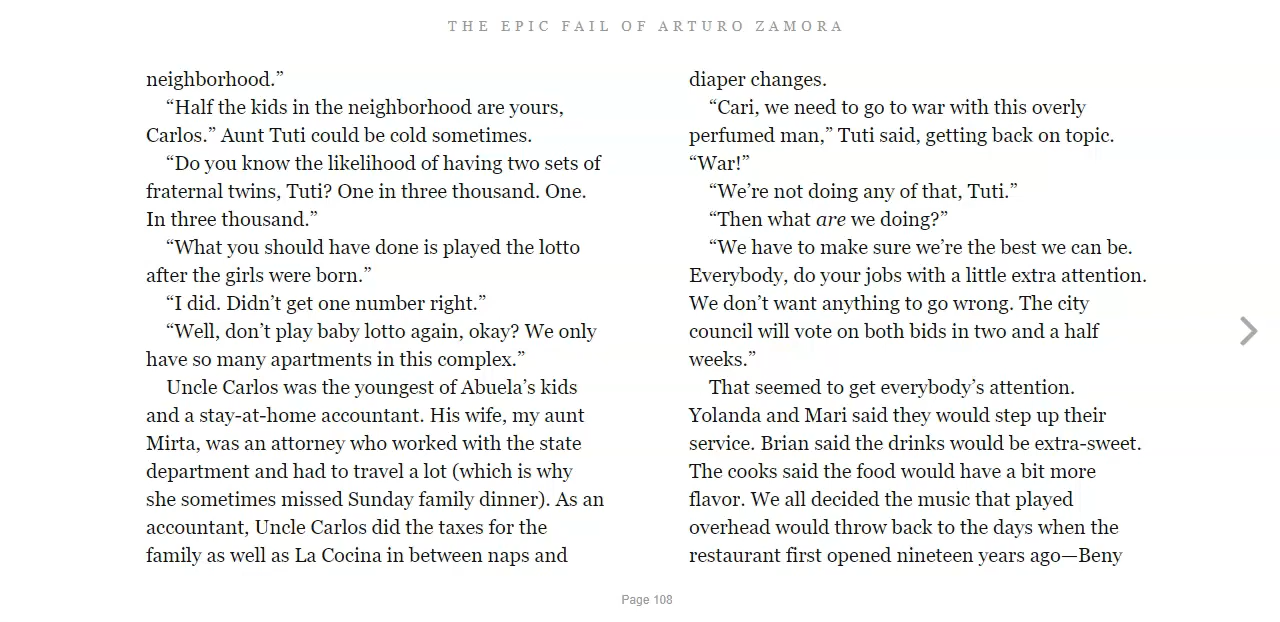 THE EPIC FAIL OF ARTURO ZAMORA
neighborhood.”
“Half the kids in the neighborhood are yours,
Carlos.” Aunt Tuti could be cold sometimes.
“Do you know the likelihood of having two sets of
fraternal twins, Tuti? One in three thousand. One.
In three thousand.”
“What you should have done is played the lotto
after the girls were born.”
“I did. Didn’t get one number right.”
“Well, don’t play baby lotto again, okay? We only
have so many apartments in this complex.”
Uncle Carlos was the youngest of Abuela’s kids
and a stay-at-home accountant. His wife, my aunt
Mirta, was an attorney who worked with the state
department and had to travel a lot (which is why
she sometimes missed Sunday family dinner). As an
accountant, Uncle Carlos did the taxes for the
family as well as La Cocina in between naps and
diaper changes.
“Cari, we need to go to war with this overly
perfumed man,” Tuti said, getting back on topic.
“War!”
“We’re not doing any of that, Tuti.”
“Then what are we doing?”
“We have to make sure we’re the best we can be.
Everybody, do your jobs with a little extra attention.
We don’t want anything to go wrong. The city
council will vote on both bids in two and a half
weeks.”
That seemed to get everybody’s attention.
Yolanda and Mari said they would step up their
service. Brian said the drinks would be extra-sweet.
The cooks said the food would have a bit more
flavor. We all decided the music that played
overhead would throw back to the days when the
restaurant first opened nineteen years ago—Beny
Page 108